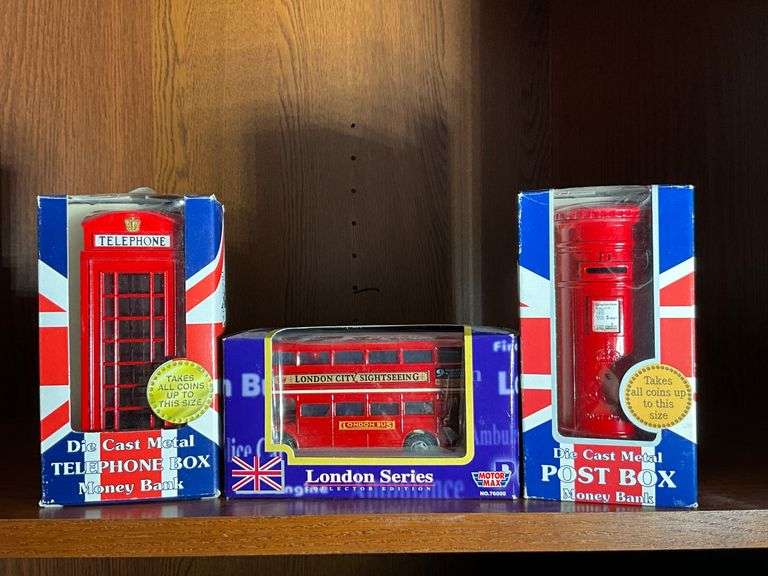 TELEPHONE
TAKES
ALL COINS
UP TO
THIS SIZE
Die Cast Metal
TELEPHONE BOX
Money Bank
LONDON CITY SIGHTSEEING
LONDON BUS
London Series
COLLECTOR EDITION
MOTOR
MAX
NO.76000
Takes
all coins up
to this
size
Die Cast Metal
POST BOX
Money Bank